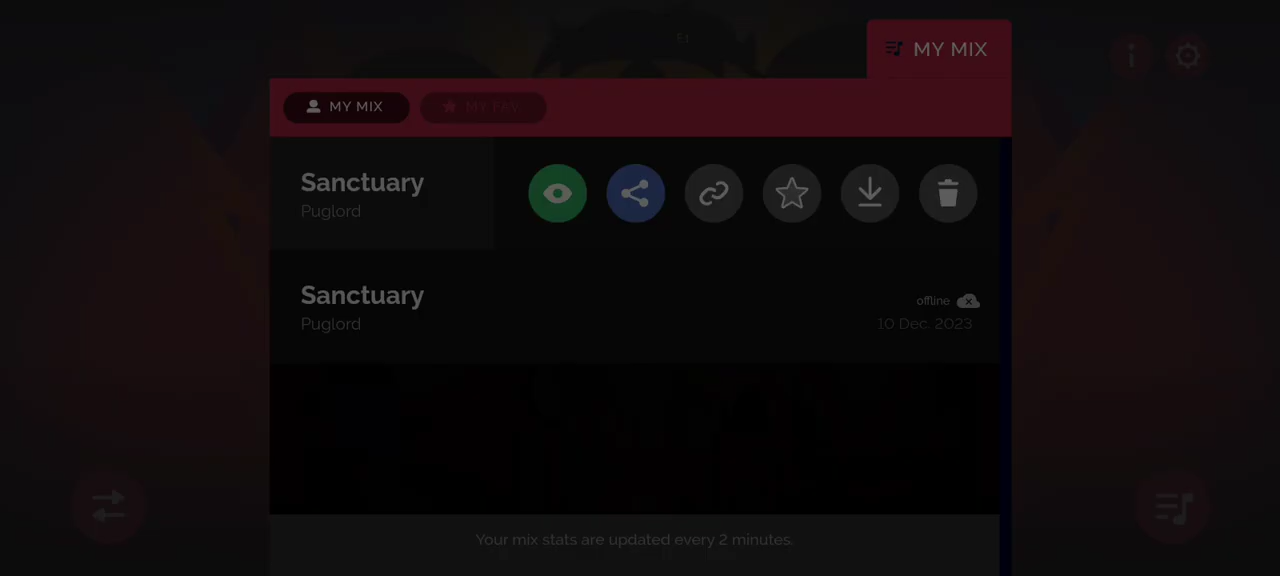 51
MY MIX
MY MIX
MY FAV
Sanctuary
Puglord
Sanctuary
Puglord
offline
10 Dec. 2023
Your mix stats are updated every 2 minutes.